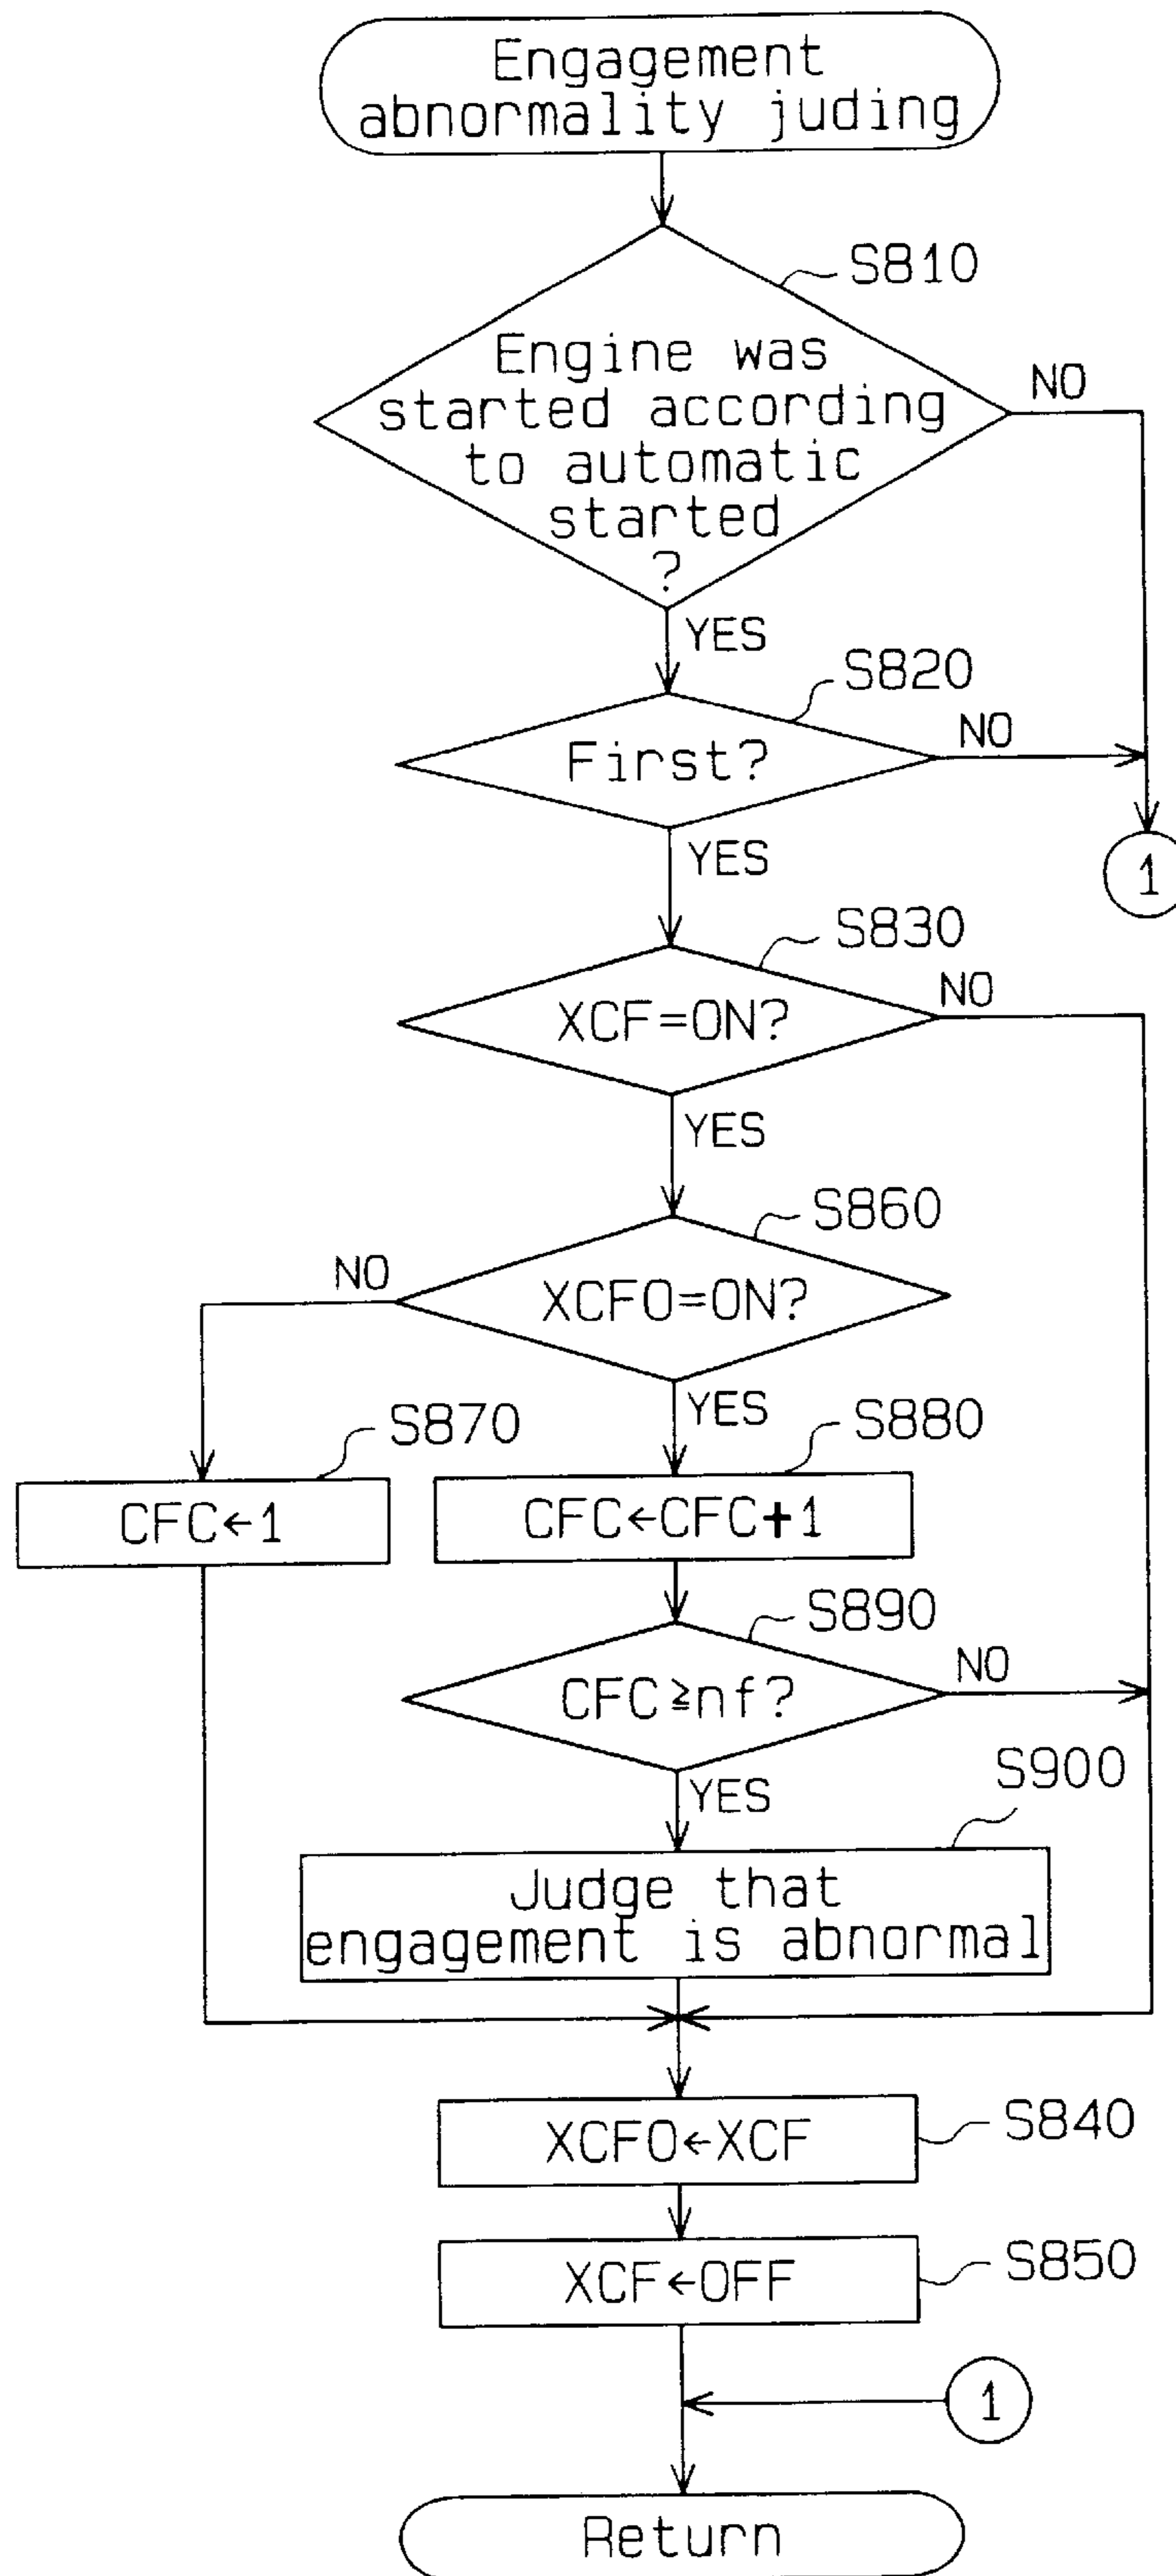 Engagement
abnormality juding
S810
Engine was
started according
to automatic
started
?
NO
YES
S820
First?
NO
YES
1
S830
XCF=ON?
NO
YES
S860
XCFO=ON?
NO
YES
S870
CFC←1
S880
CFC←CFC+1
S890
CFC≧nf?
NO
YES
S900
Judge that
engagement is abnormal
XCFO←XCF
S840
XCF←OFF
S850
1
Return